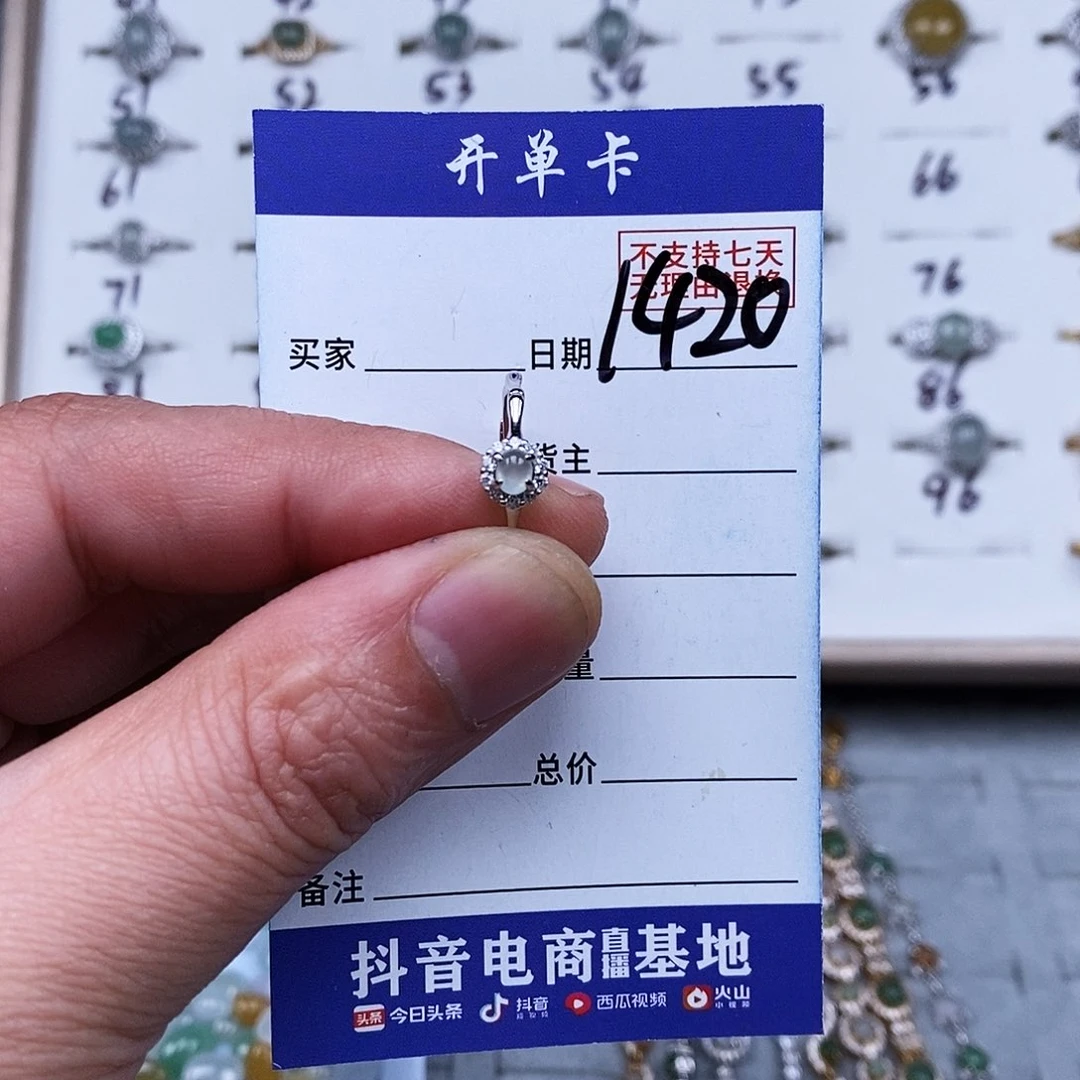 51 52 53 54 55 56
61 66
71 76
86
96
开单卡
不支持七天
无理由退换
1420
买家 日期
货主
量
总价
备注
抖音电商直播基地
头条 今日头条 抖音 西瓜视频 火山